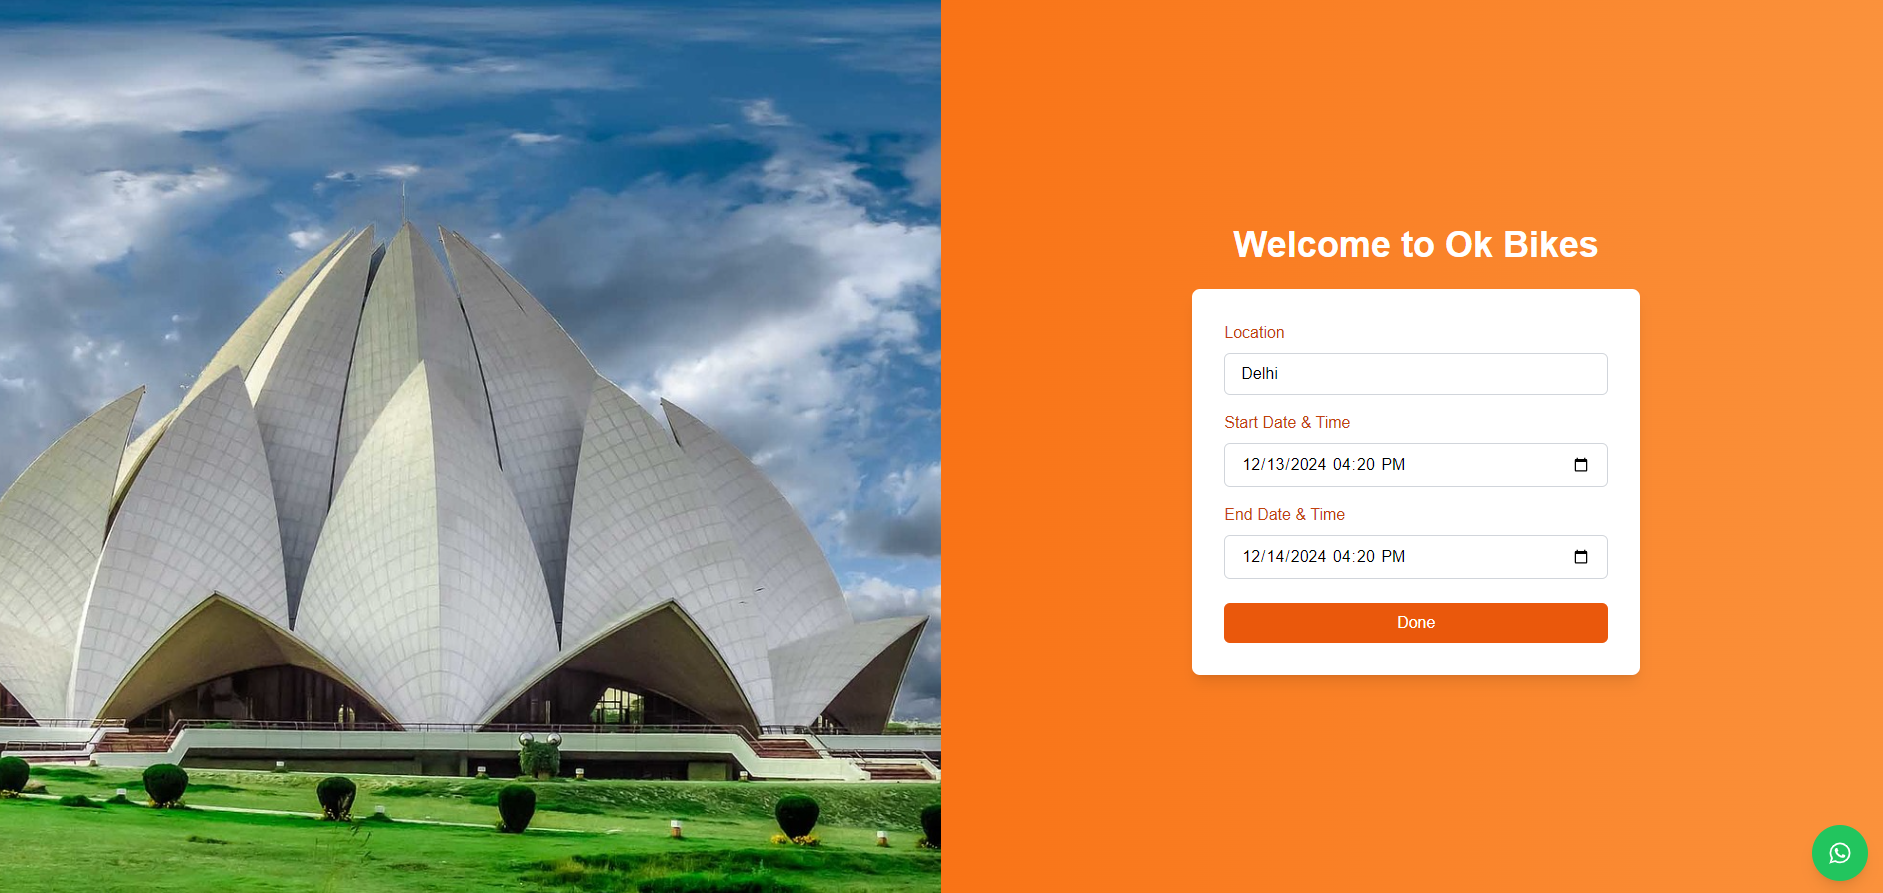 Welcome to Ok Bikes
Location
Delhi
Start Date & Time
12/13/2024 04:20 PM
End Date & Time
12/14/2024 04:20 PM
Done